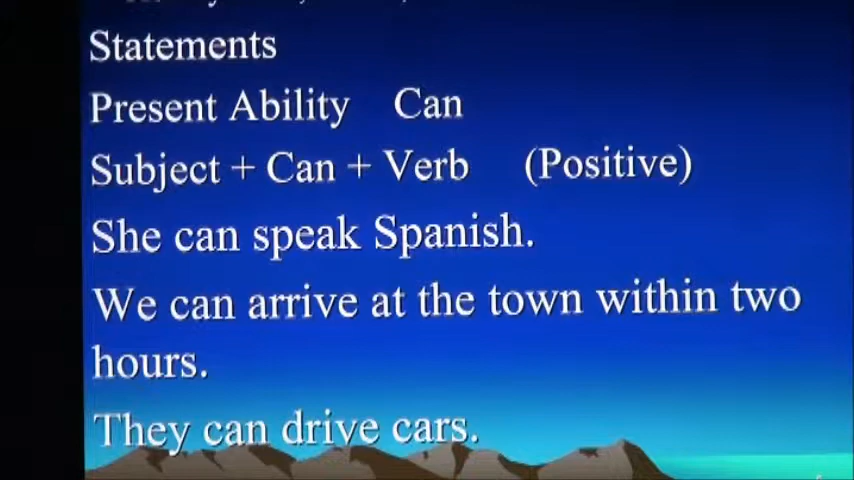 Statements
Present Ability Can
Subject + Can + Verb (Positive)
She can speak Spanish.
We can arrive at the town within two
hours.
They can drive cars.